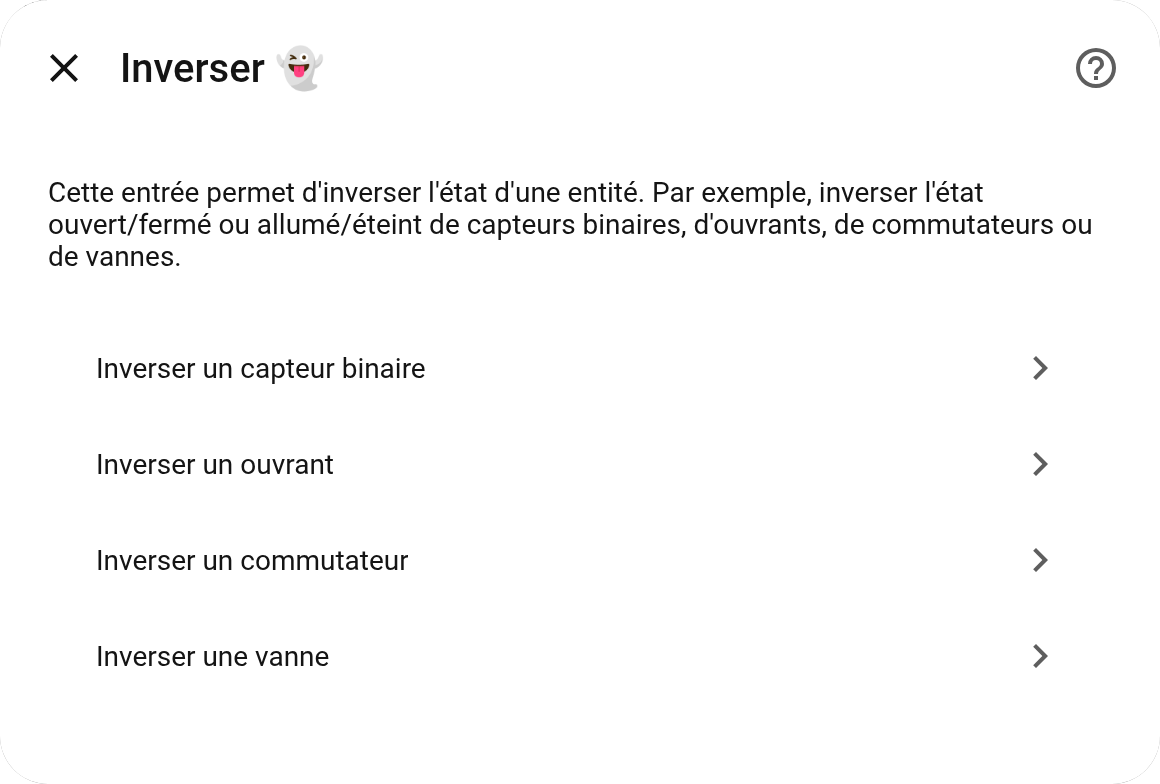 Inverser 👻
Cette entrée permet d'inverser l'état d'une entité. Par exemple, inverser l'état
ouvert/fermé ou allumé/éteint de capteurs binaires, d'ouvrants, de commutateurs ou
de vannes.
Inverser un capteur binaire
Inverser un ouvrant
Inverser un commutateur
Inverser une vanne